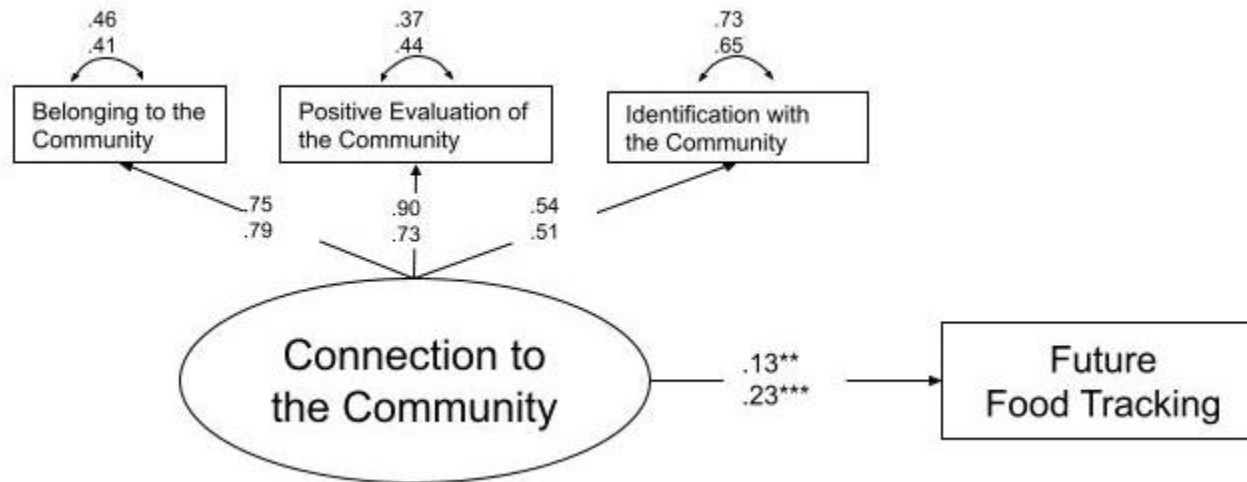 .46
.41
.37
.44
.73
.65
Belonging to the
Community
Positive Evaluation of
the Community
Identification with
the Community
.75
.79
.90
.73
.54
.51
Connection to
the Community
.13**
.23***
Future
Food Tracking